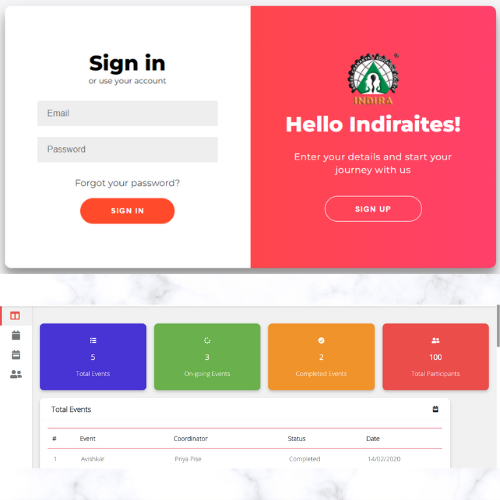 Sign in
or use your account
Email
Password
Forgot your password?
SIGN IN
INDIRA
Hello Indiraites!
Enter your details and start your
journey with us
SIGN UP
5
Total Events
3
On-going Events
2
Completed Events
100
Total Participants
Total Events
# Event Coordinator Status Date
1 Avishkar Priya Pise Completed 14/02/2020